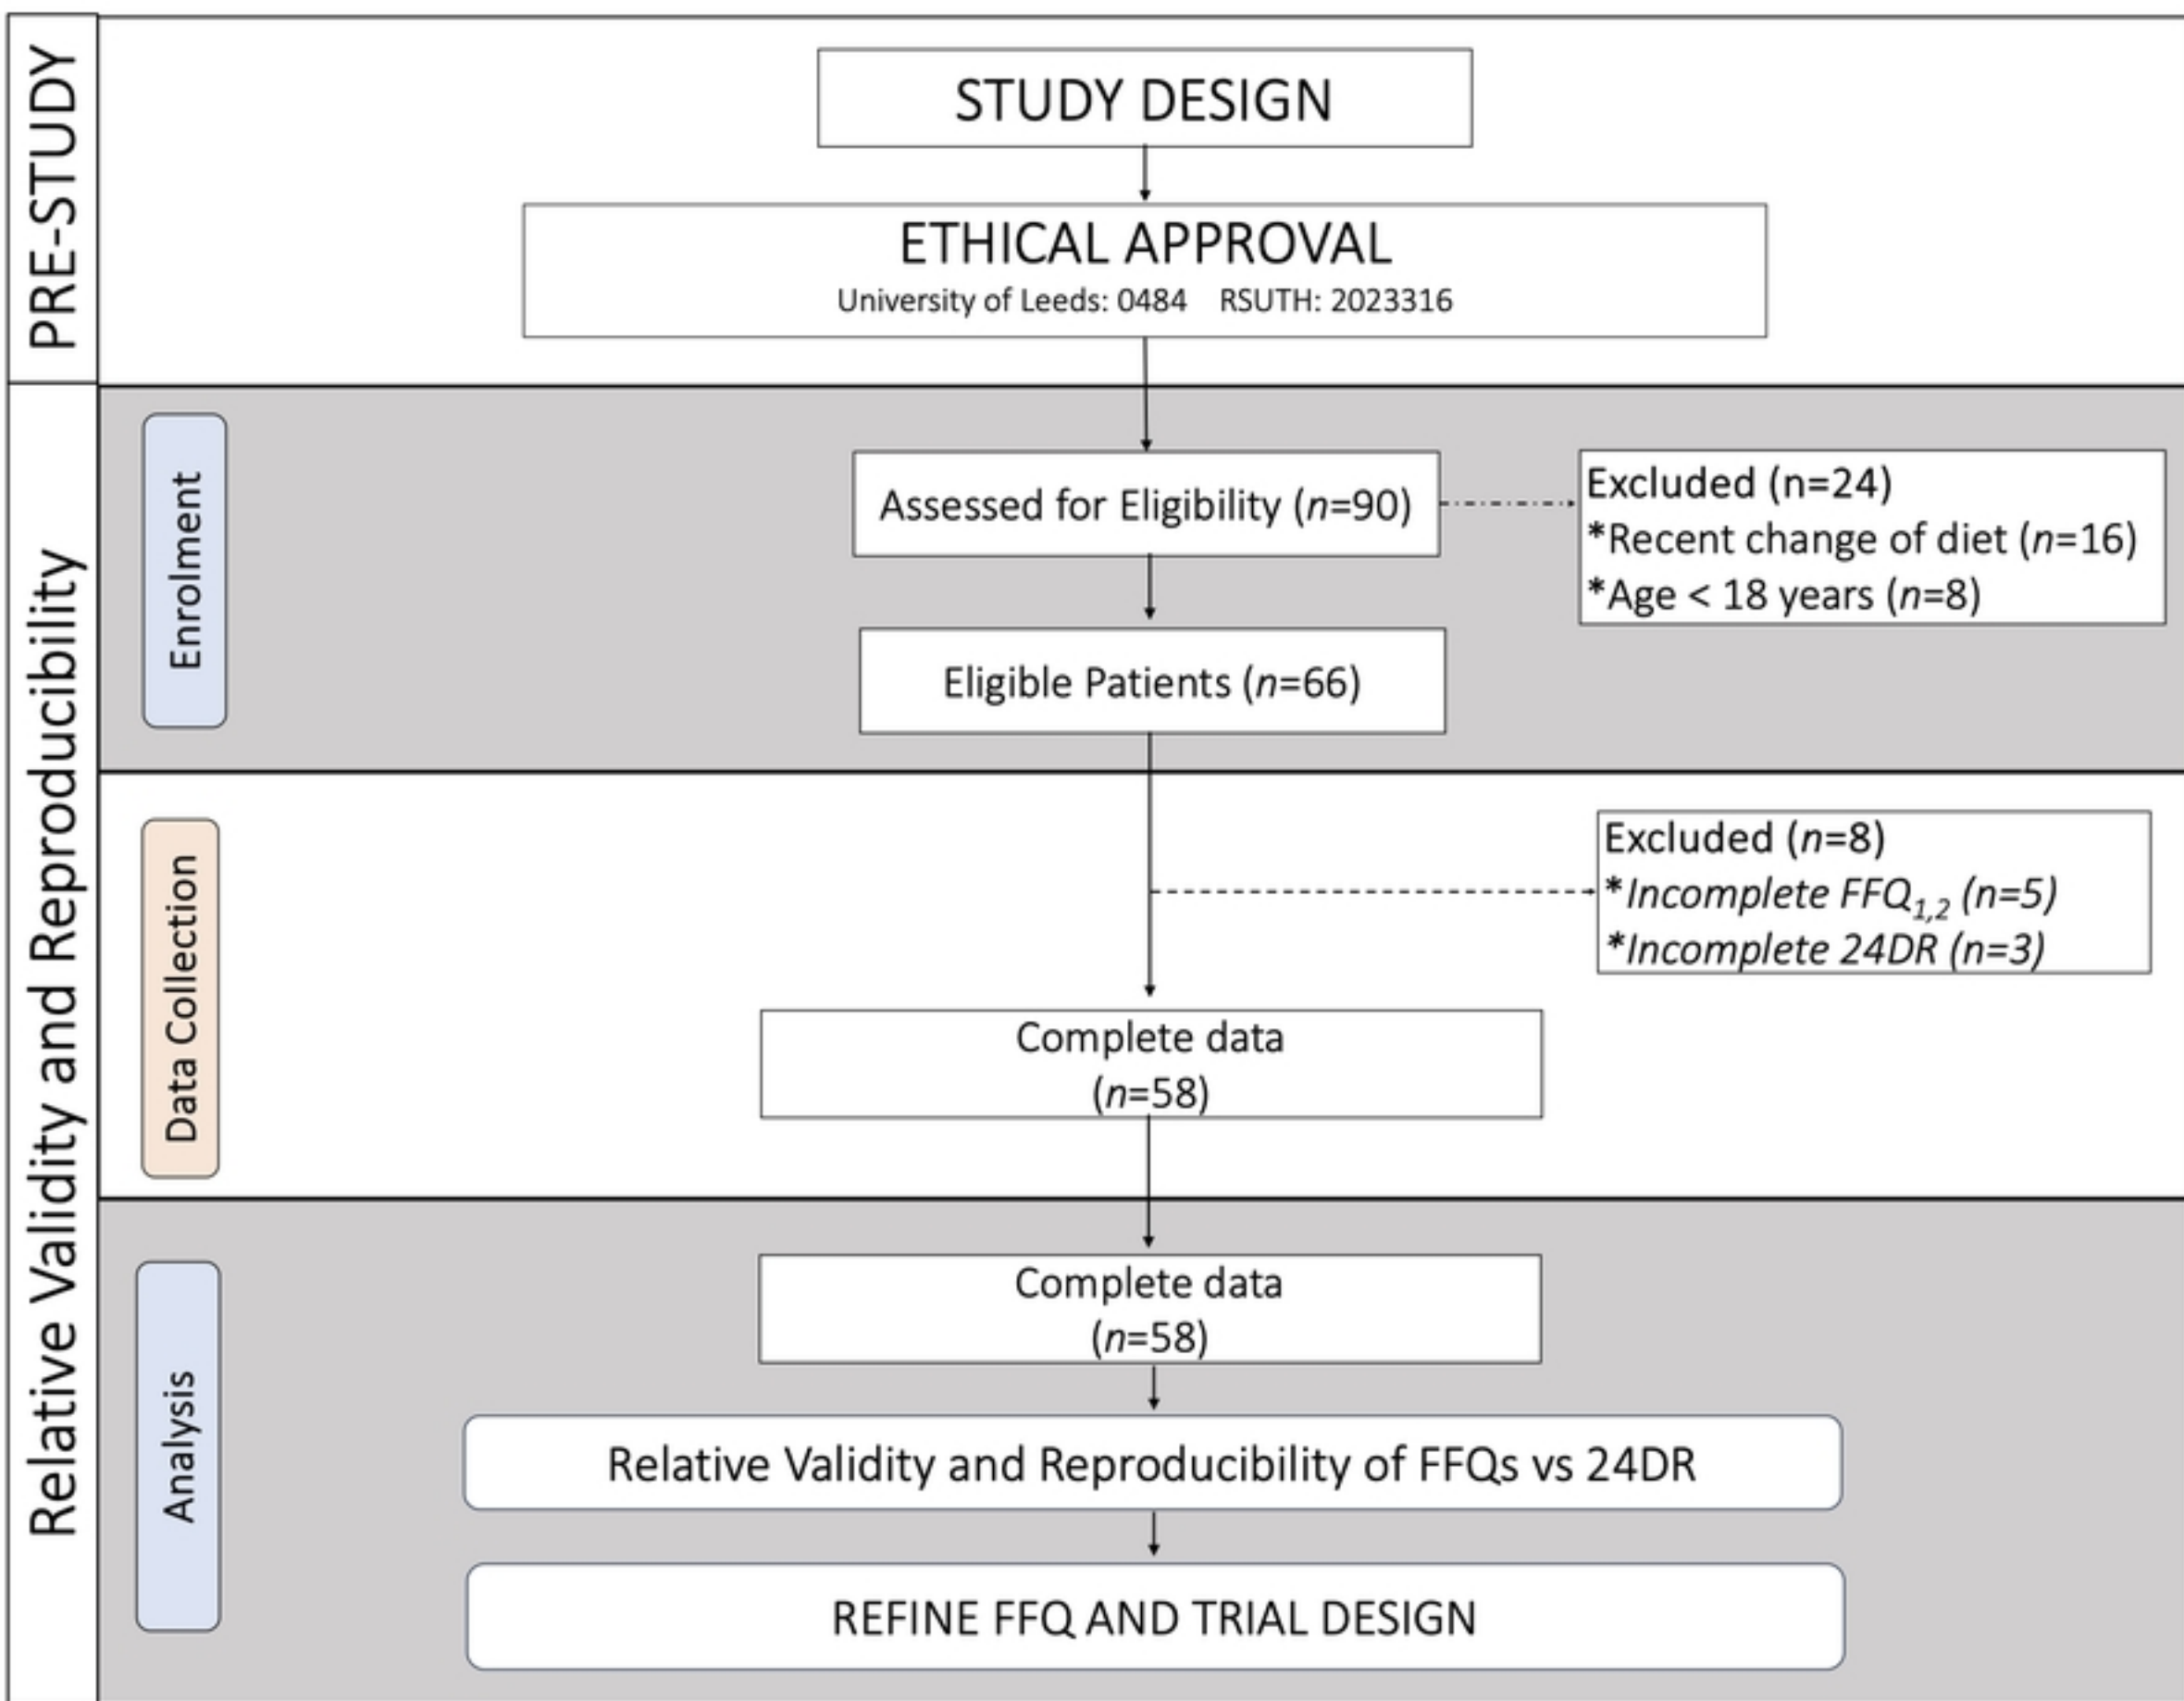 PRE-STUDY
STUDY DESIGN
ETHICAL APPROVAL
University of Leeds: 0484 RSUTH: 2023316
Relative Validity and Reproducibility
Enrolment
Assessed for Eligibility (n=90)
Excluded (n=24)
*Recent change of diet (n=16)
*Age < 18 years (n=8)
Eligible Patients (n=66)
Data Collection
Excluded (n=8)
*Incomplete FFQ1,2 (n=5)
*Incomplete 24DR (n=3)
Complete data
(n=58)
Analysis
Complete data
(n=58)
Relative Validity and Reproducibility of FFQs vs 24DR
REFINE FFQ AND TRIAL DESIGN